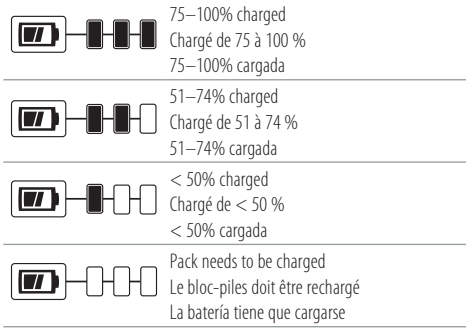 75–100% charged
Chargé de 75 à 100 %
75–100% cargada
51–74% charged
Chargé de 51 à 74 %
51–74% cargada
< 50% charged
Chargé de < 50 %
< 50% cargada
Pack needs to be charged
Le bloc-piles doit être rechargé
La batería tiene que cargarse